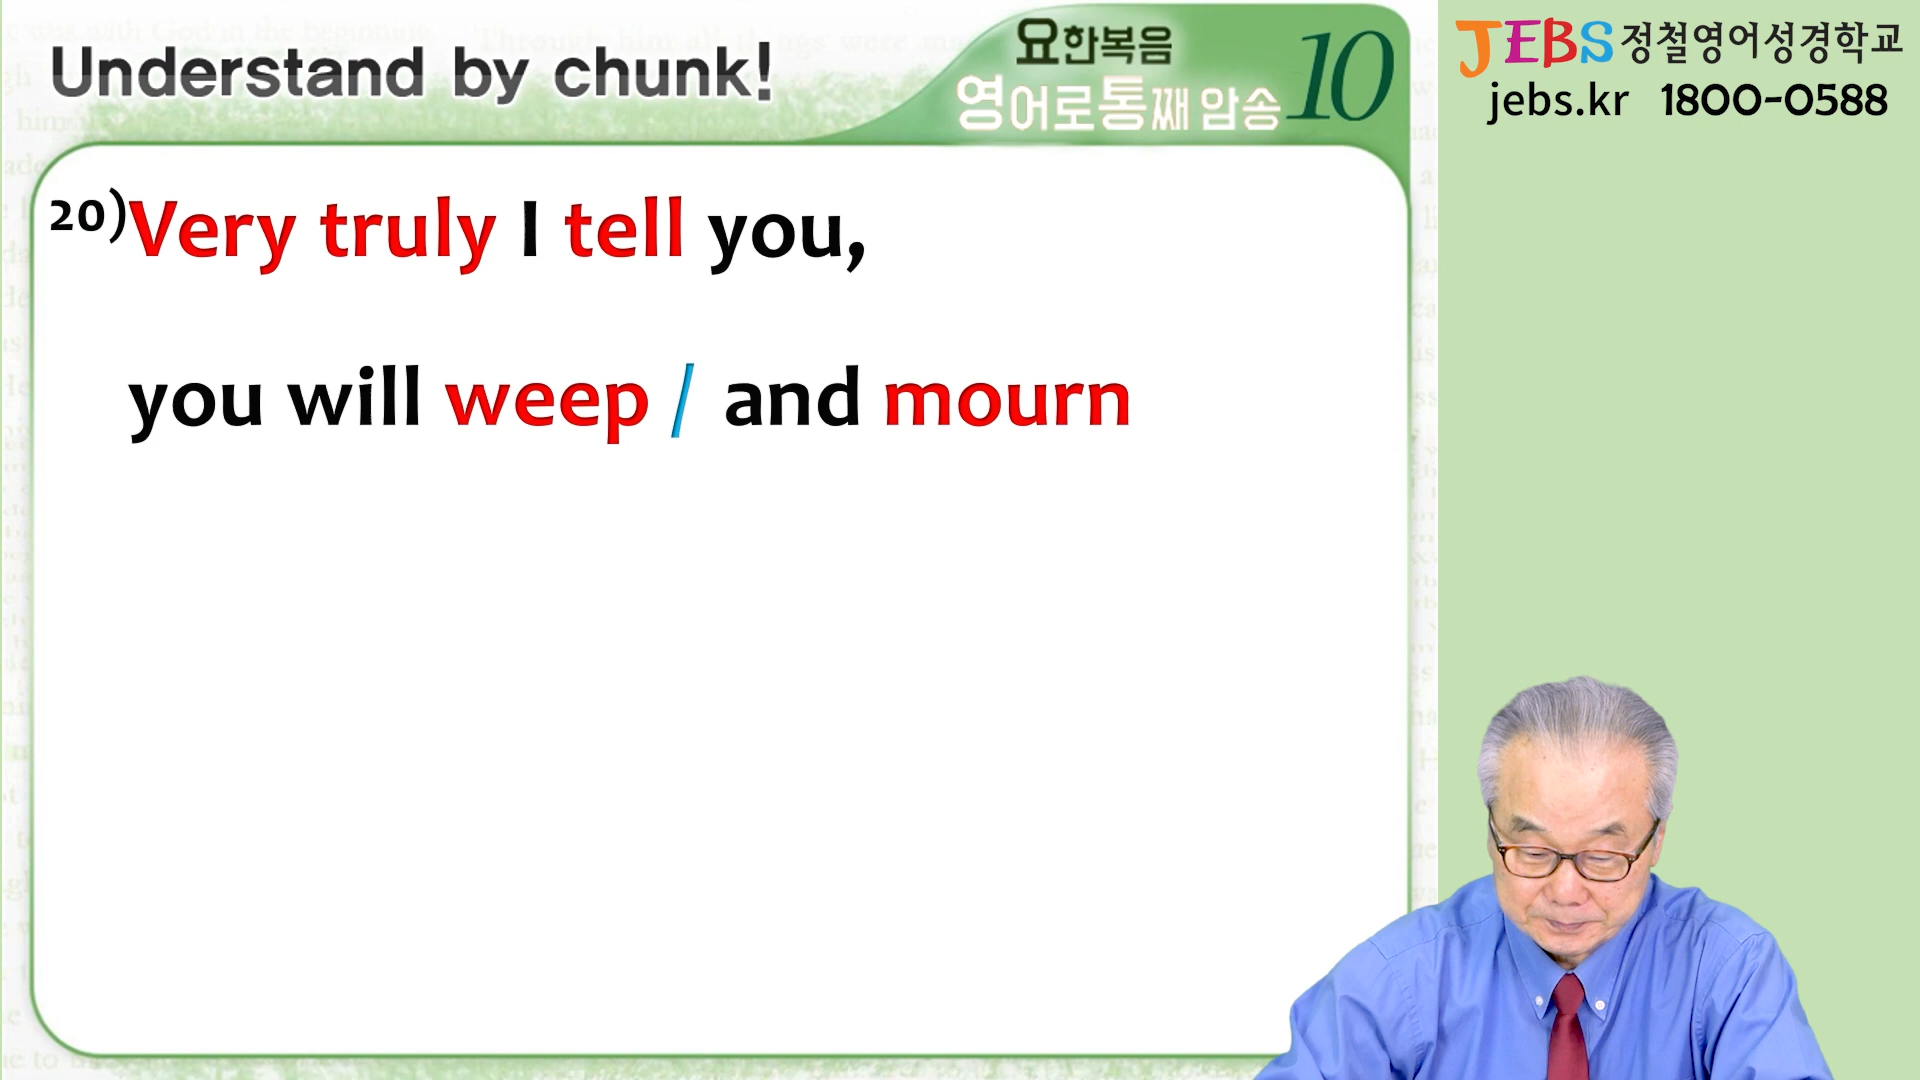 Understand by chunk!
요한복음
영어로통째 암송 10
JEBS 정철영어성경학교
jebs.kr 1800-0588
20)Very truly I tell you,
you will weep / and mourn